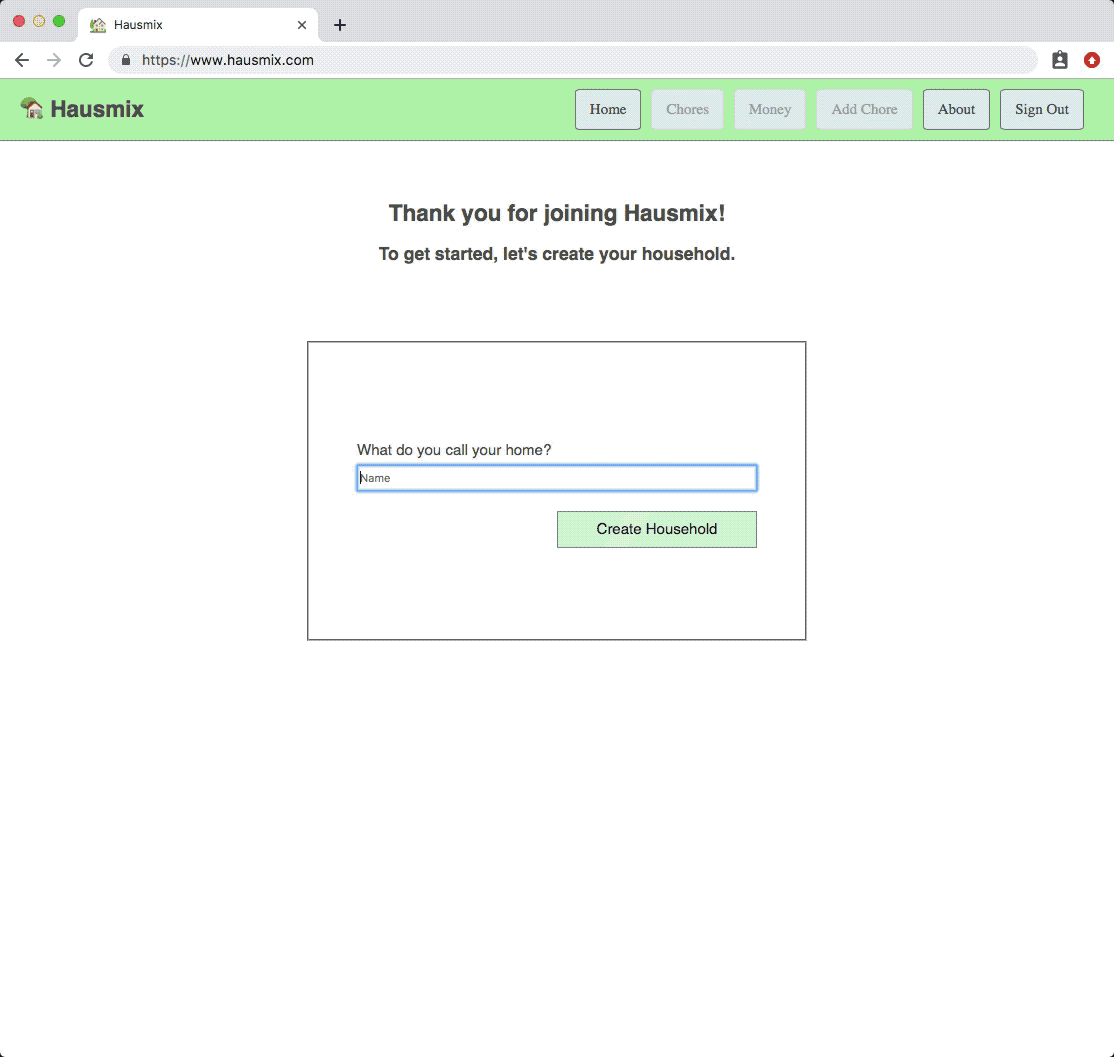 Hausmix
https://www.hausmix.com
Hausmix
Home Chores Money Add Chore About Sign Out
Thank you for joining Hausmix!
To get started, let's create your household.
What do you call your home?
Name
Create Household